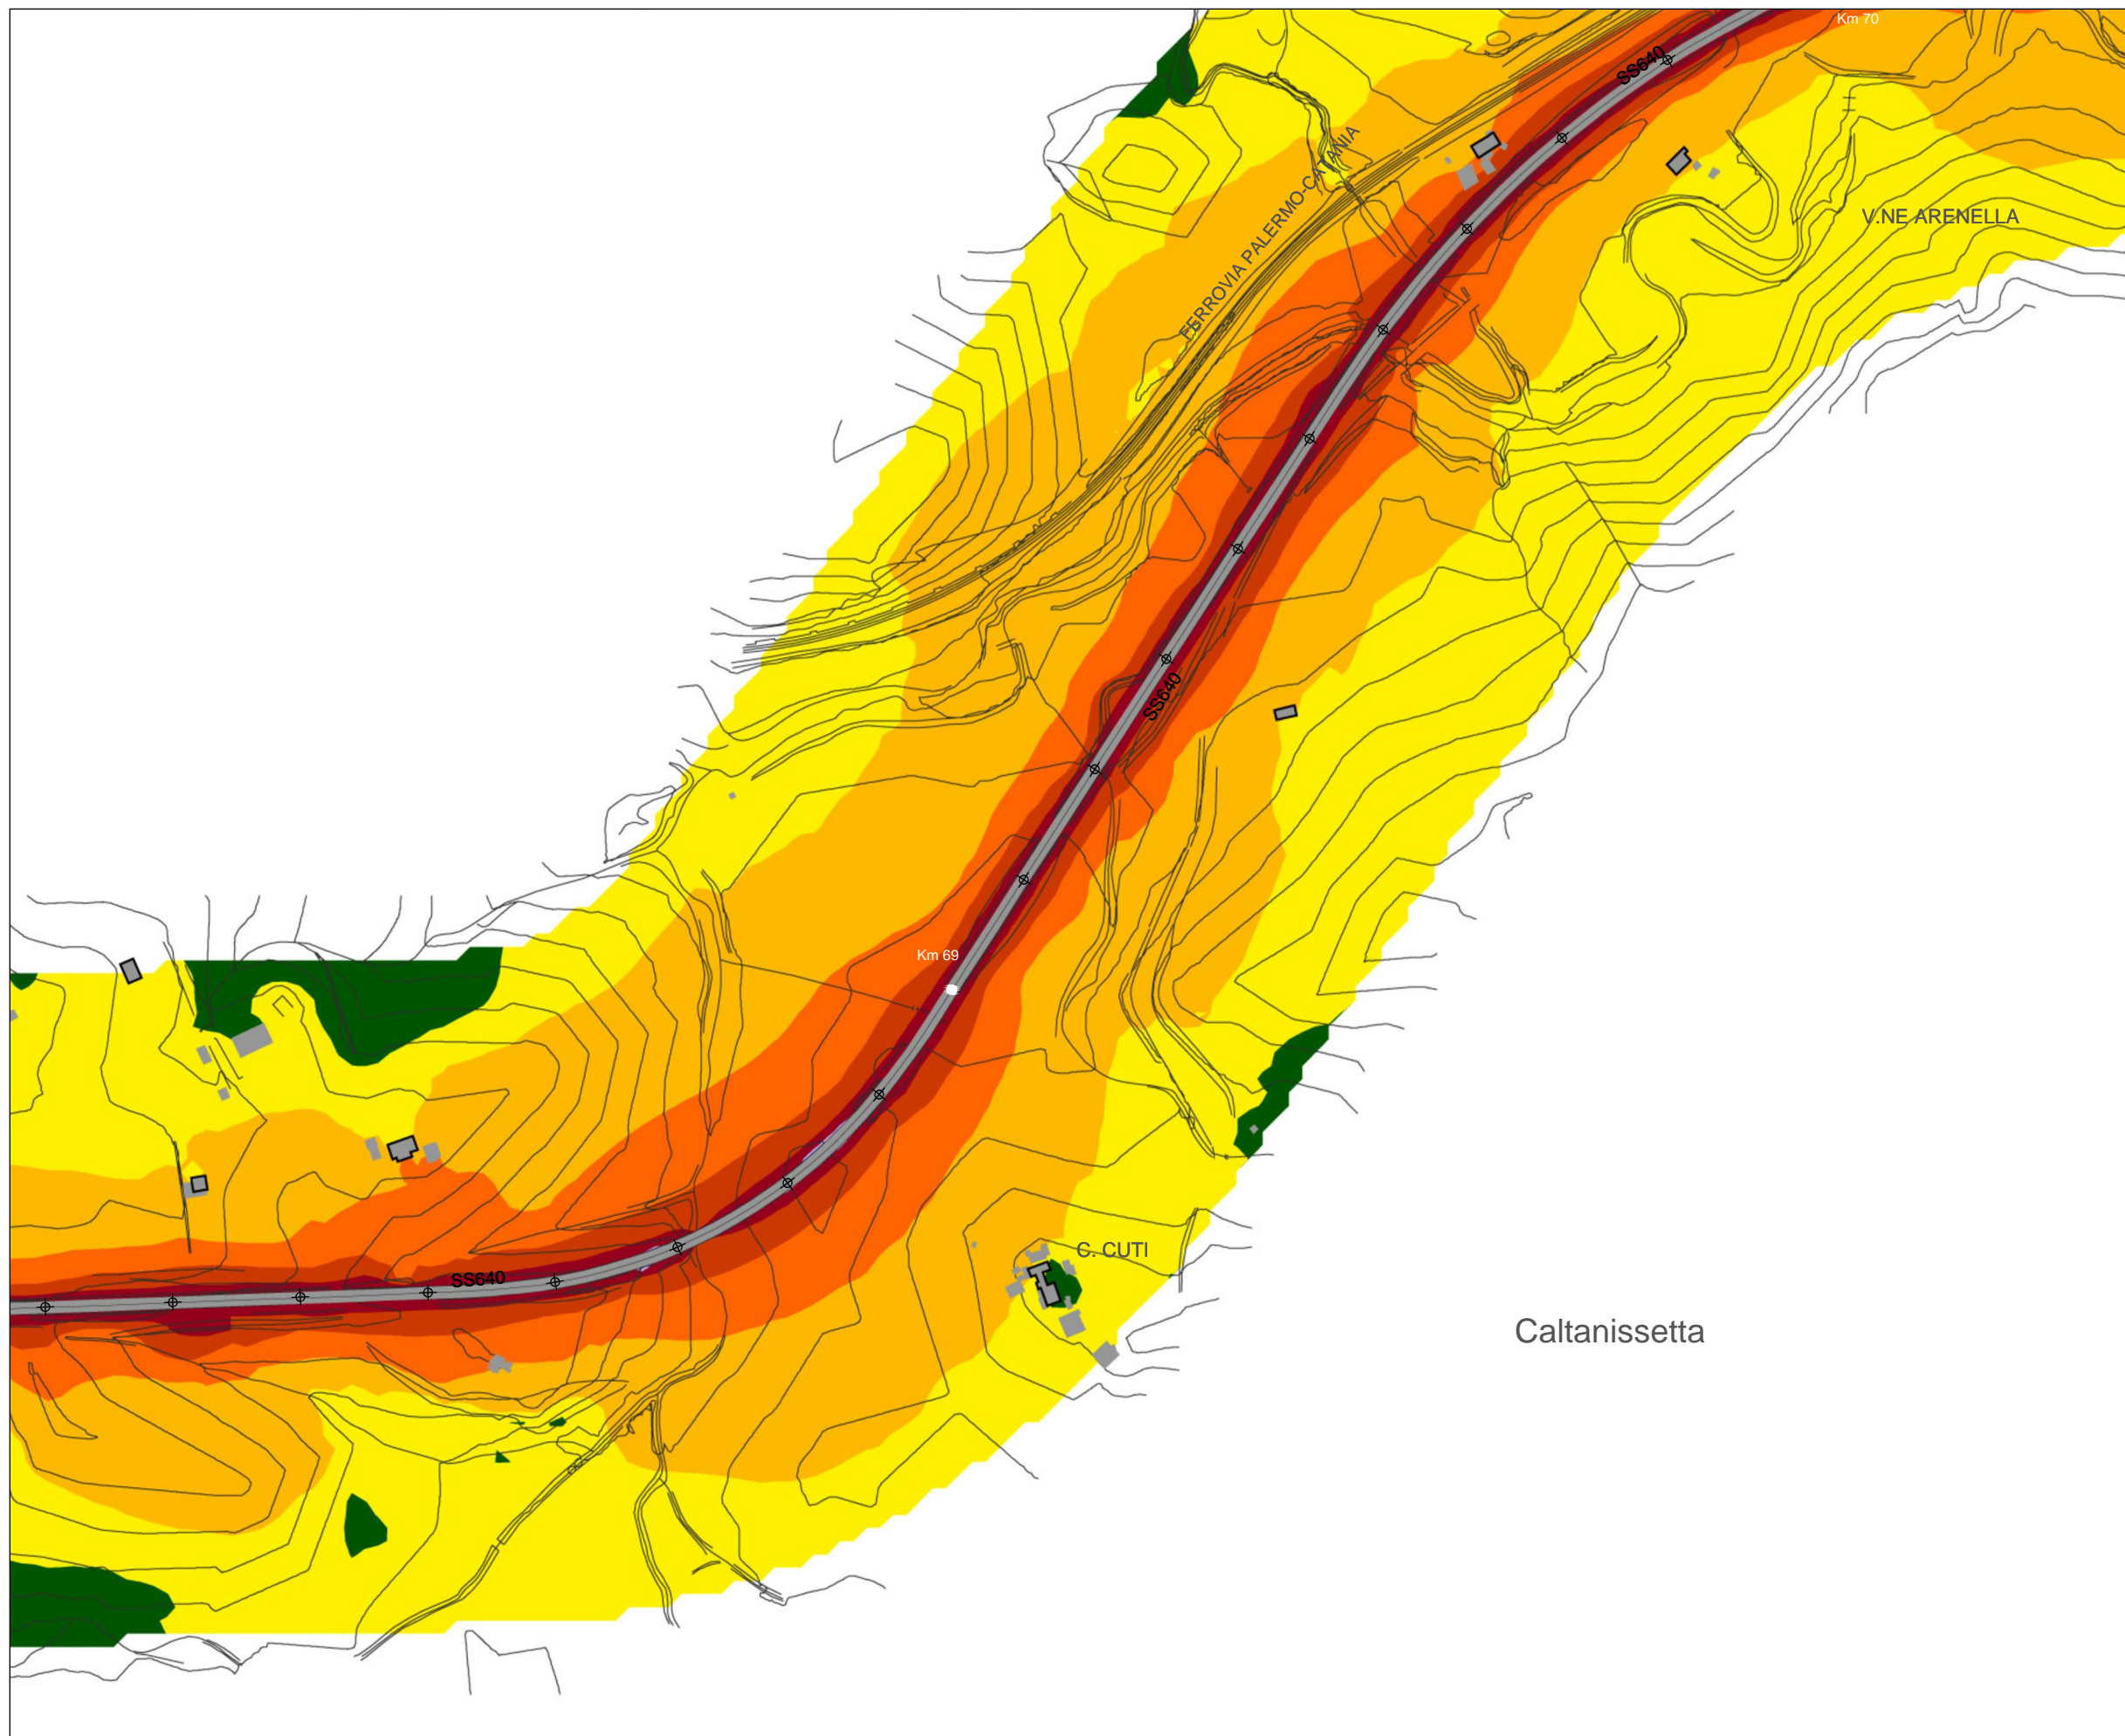 Km 70
SS640
FERROVIA PALERMO-CATANIA
V.NE ARENELLA
SS640
Km 69
C. CUTI
SS640
Caltanissetta